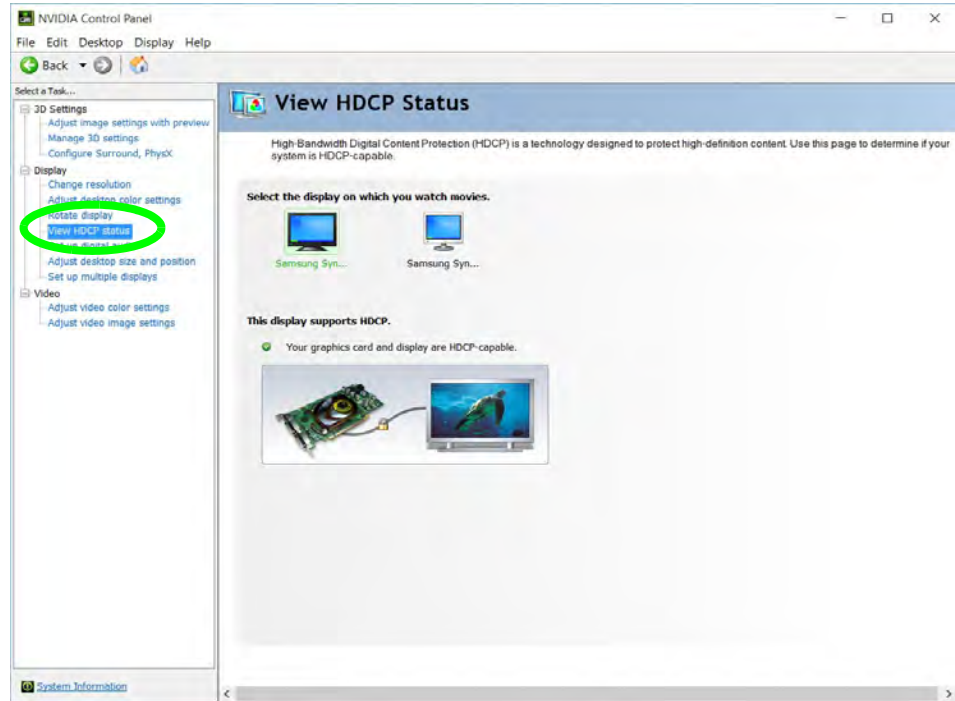 NVIDIA Control Panel
File Edit Desktop Display Help
Back
Select a Task...
3D Settings
Adjust image settings with preview
Manage 3D settings
Configure Surround, PhysX
Display
Change resolution
Adjust desktop color settings
Rotate display
View HDCP status
Set up digital audio
Adjust desktop size and position
Set up multiple displays
Video
Adjust video color settings
Adjust video image settings
System Information
View HDCP Status
High-Bandwidth Digital Content Protection (HDCP) is a technology designed to protect high-definition content. Use this page to determine if your
system is HDCP-capable.
Select the display on which you watch movies.
Samsung Syn... Samsung Syn...
This display supports HDCP.
Your graphics card and display are HDCP-capable.